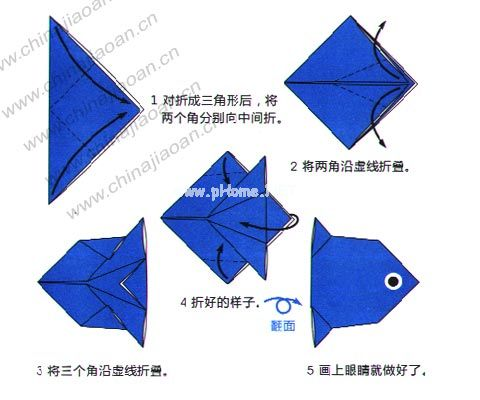 www.chinajiaoan.cn
www.chinajiaoan.cn
www.chinajiaoan.cn
1 对折成三角形后，将
两个角分别向中间折。
2 将两角沿虚线折叠。
4 折好的样子．
翻面
3 将三个角沿虚线折叠。
5 画上眼睛就做好了。